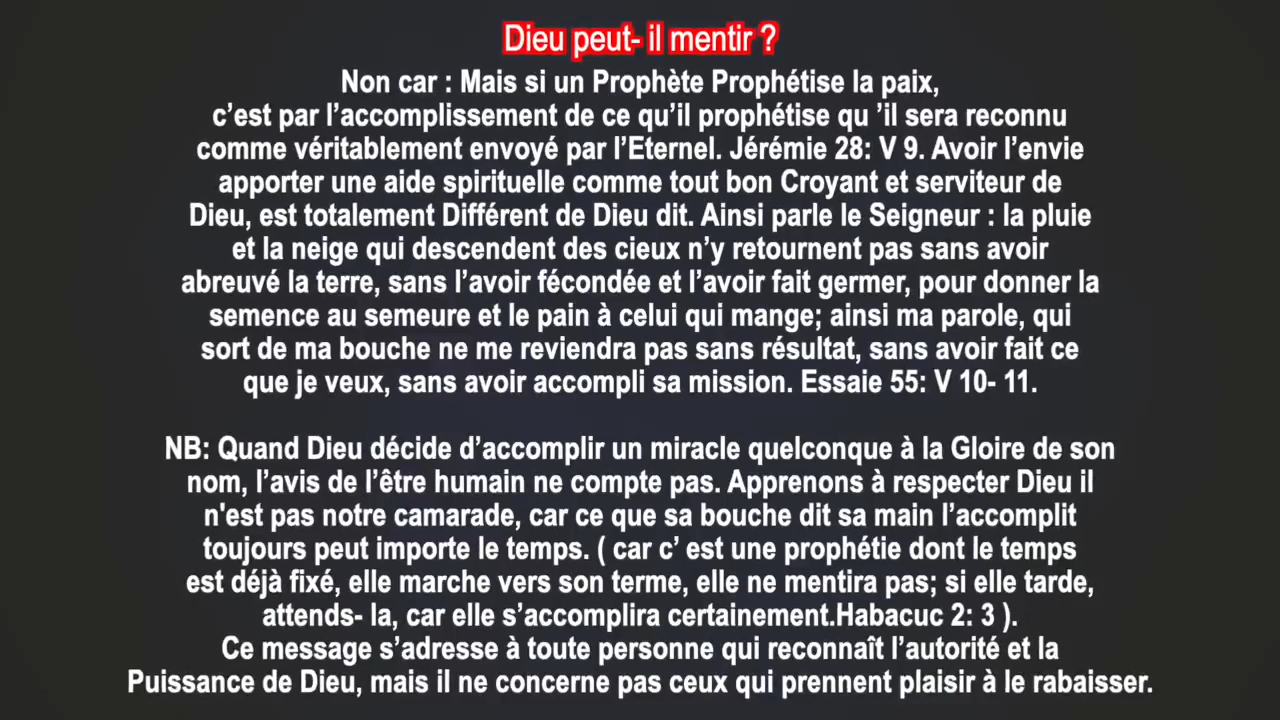 Dieu peut- il mentir ?
Non car : Mais si un Prophète Prophétise la paix,
c’est par l’accomplissement de ce qu’il prophétise qu ’il sera reconnu
comme véritablement envoyé par l’Eternel. Jérémie 28: V 9. Avoir l’envie
apporter une aide spirituelle comme tout bon Croyant et serviteur de
Dieu, est totalement Différent de Dieu dit. Ainsi parle le Seigneur : la pluie
et la neige qui descendent des cieux n’y retournent pas sans avoir
abreuvé la terre, sans l’avoir fécondée et l’avoir fait germer, pour donner la
semence au semeure et le pain à celui qui mange; ainsi ma parole, qui
sort de ma bouche ne me reviendra pas sans résultat, sans avoir fait ce
que je veux, sans avoir accompli sa mission. Essaie 55: V 10- 11.
NB: Quand Dieu décide d’accomplir un miracle quelconque à la Gloire de son
nom, l’avis de l’être humain ne compte pas. Apprenons à respecter Dieu il
n'est pas notre camarade, car ce que sa bouche dit sa main l’accomplit
toujours peut importe le temps. ( car c’ est une prophétie dont le temps
est déjà fixé, elle marche vers son terme, elle ne mentira pas; si elle tarde,
attends- la, car elle s’accomplira certainement.Habacuc 2: 3 ).
Ce message s’adresse à toute personne qui reconnaît l’autorité et la
Puissance de Dieu, mais il ne concerne pas ceux qui prennent plaisir à le rabaisser.